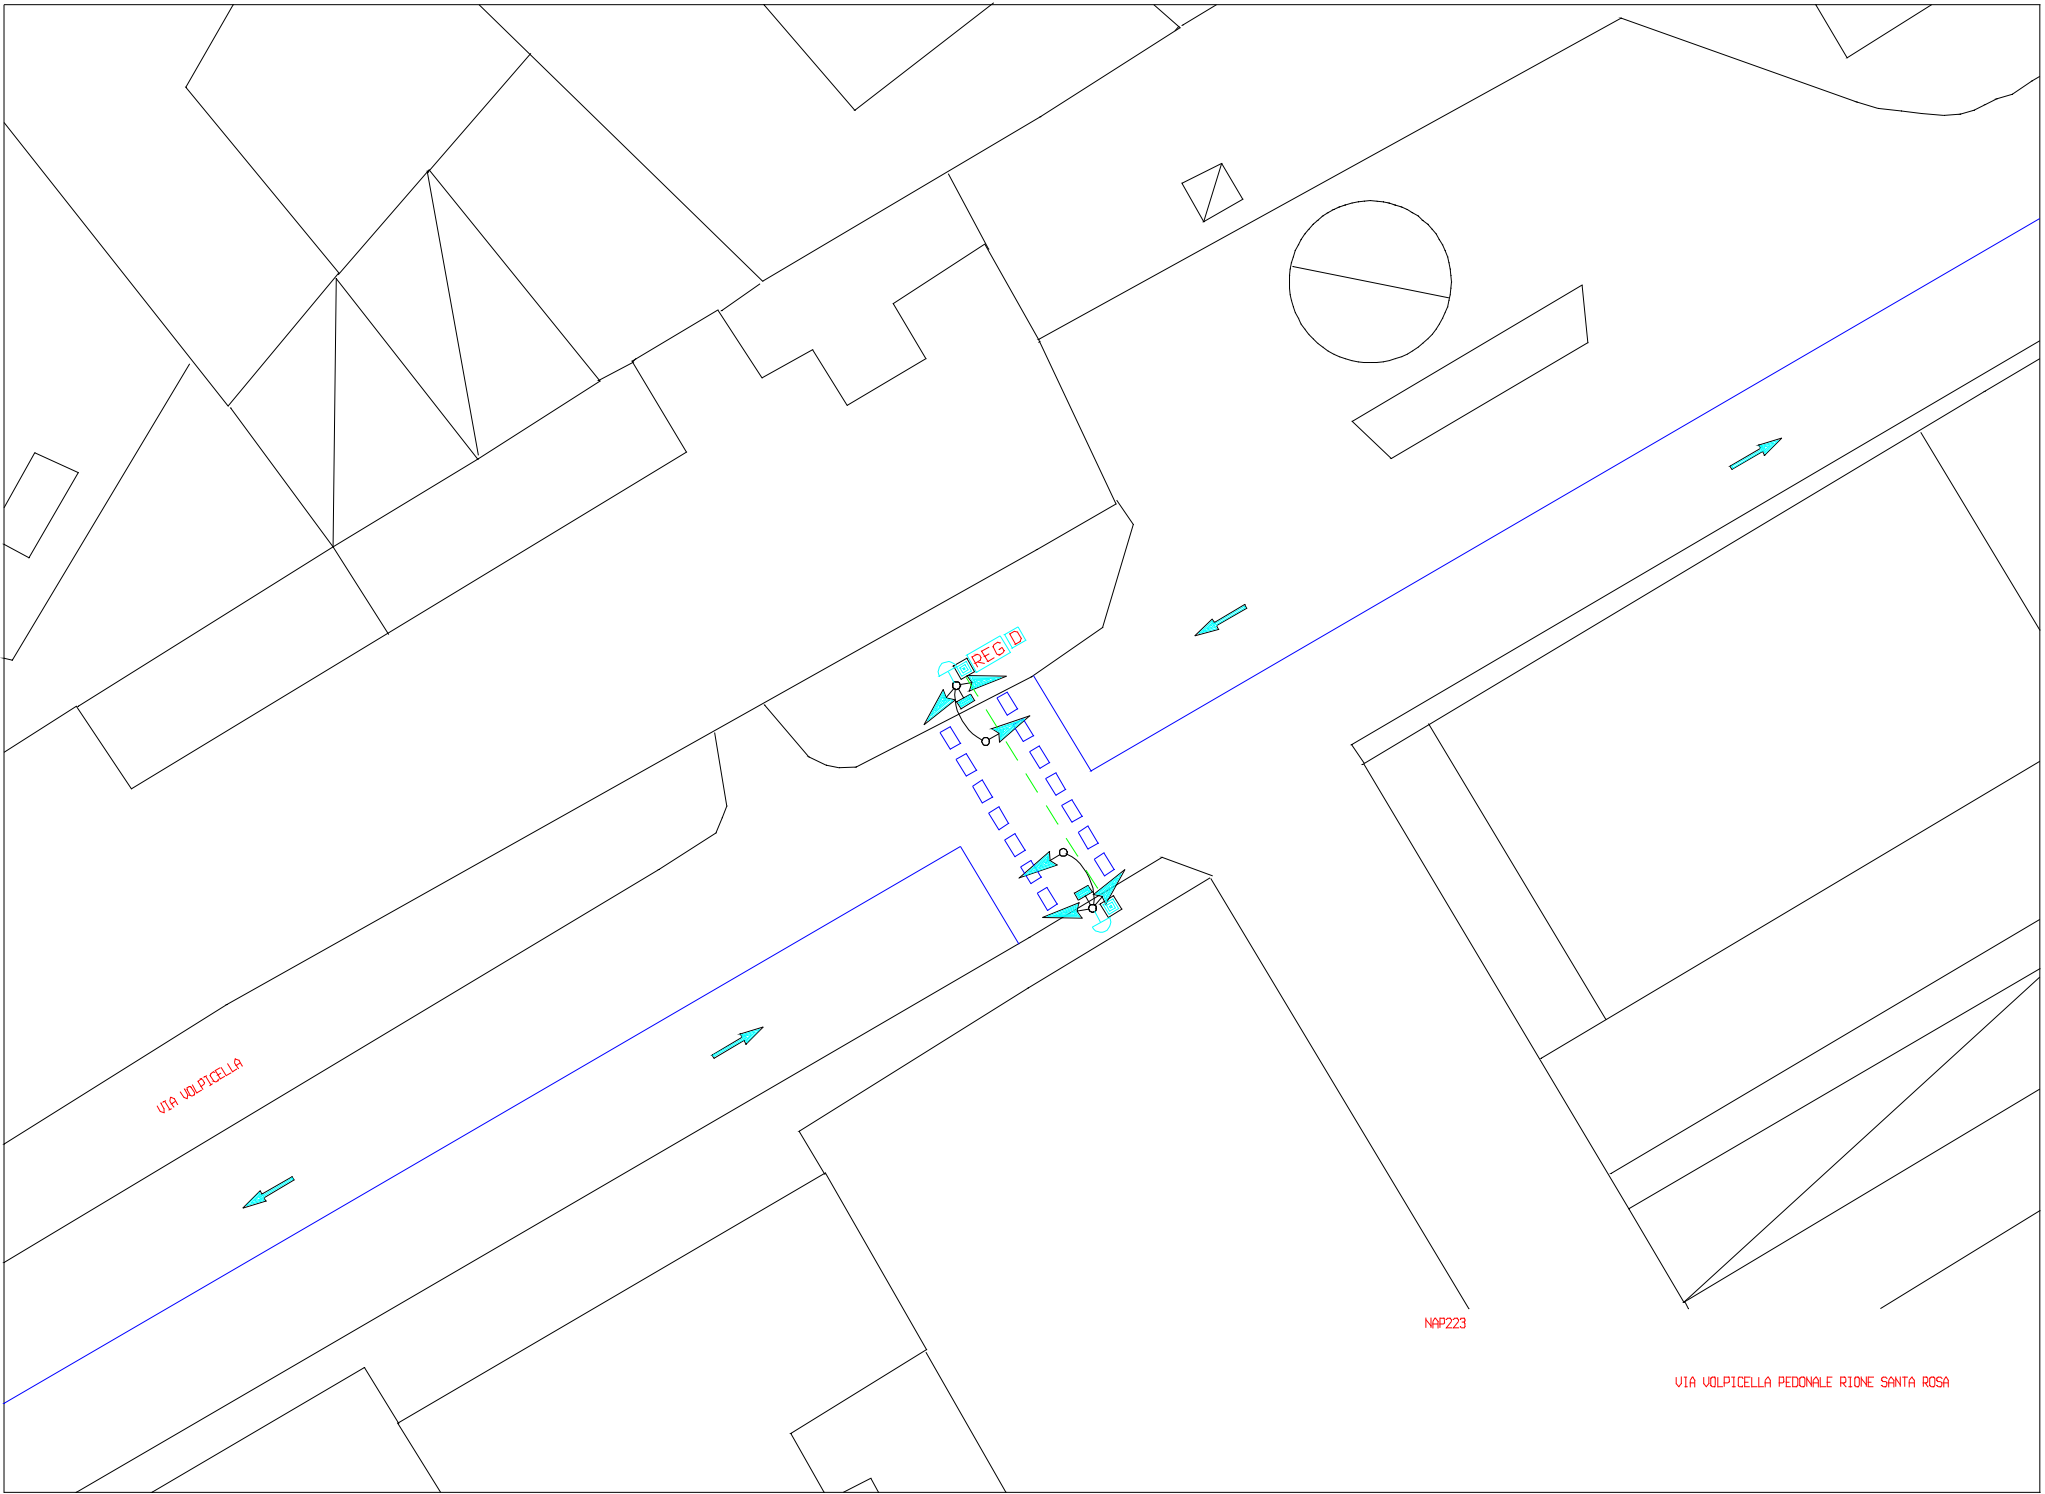 REG D
VIA VOLPICELLA
NAP223
VIA VOLPICELLA PEDONALE RIONE SANTA ROSA